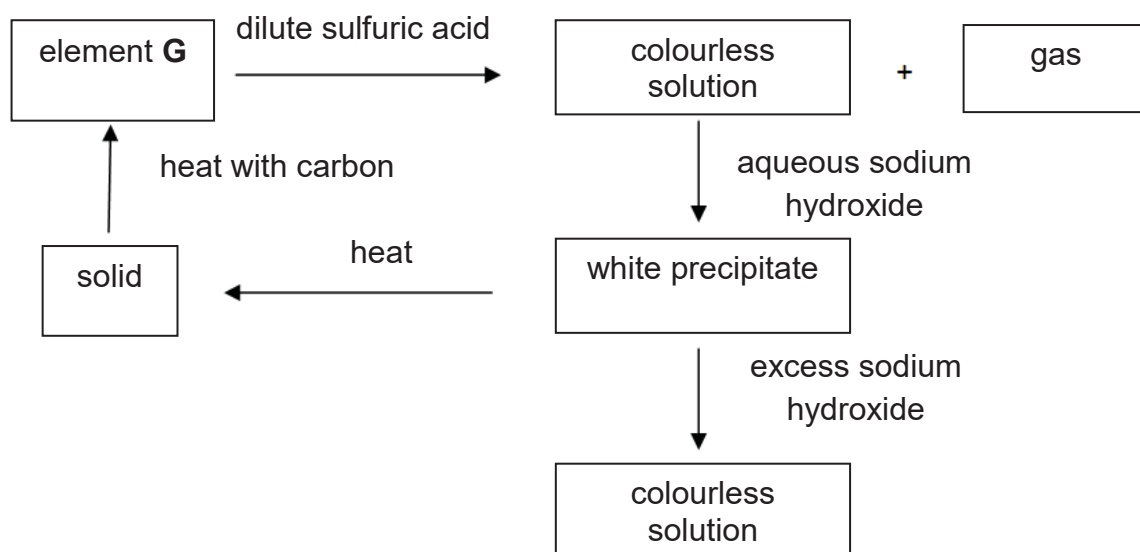 element G
dilute sulfuric acid
colourless
solution
+
gas
heat with carbon
aqueous sodium
hydroxide
solid
heat
white precipitate
excess sodium
hydroxide
colourless
solution